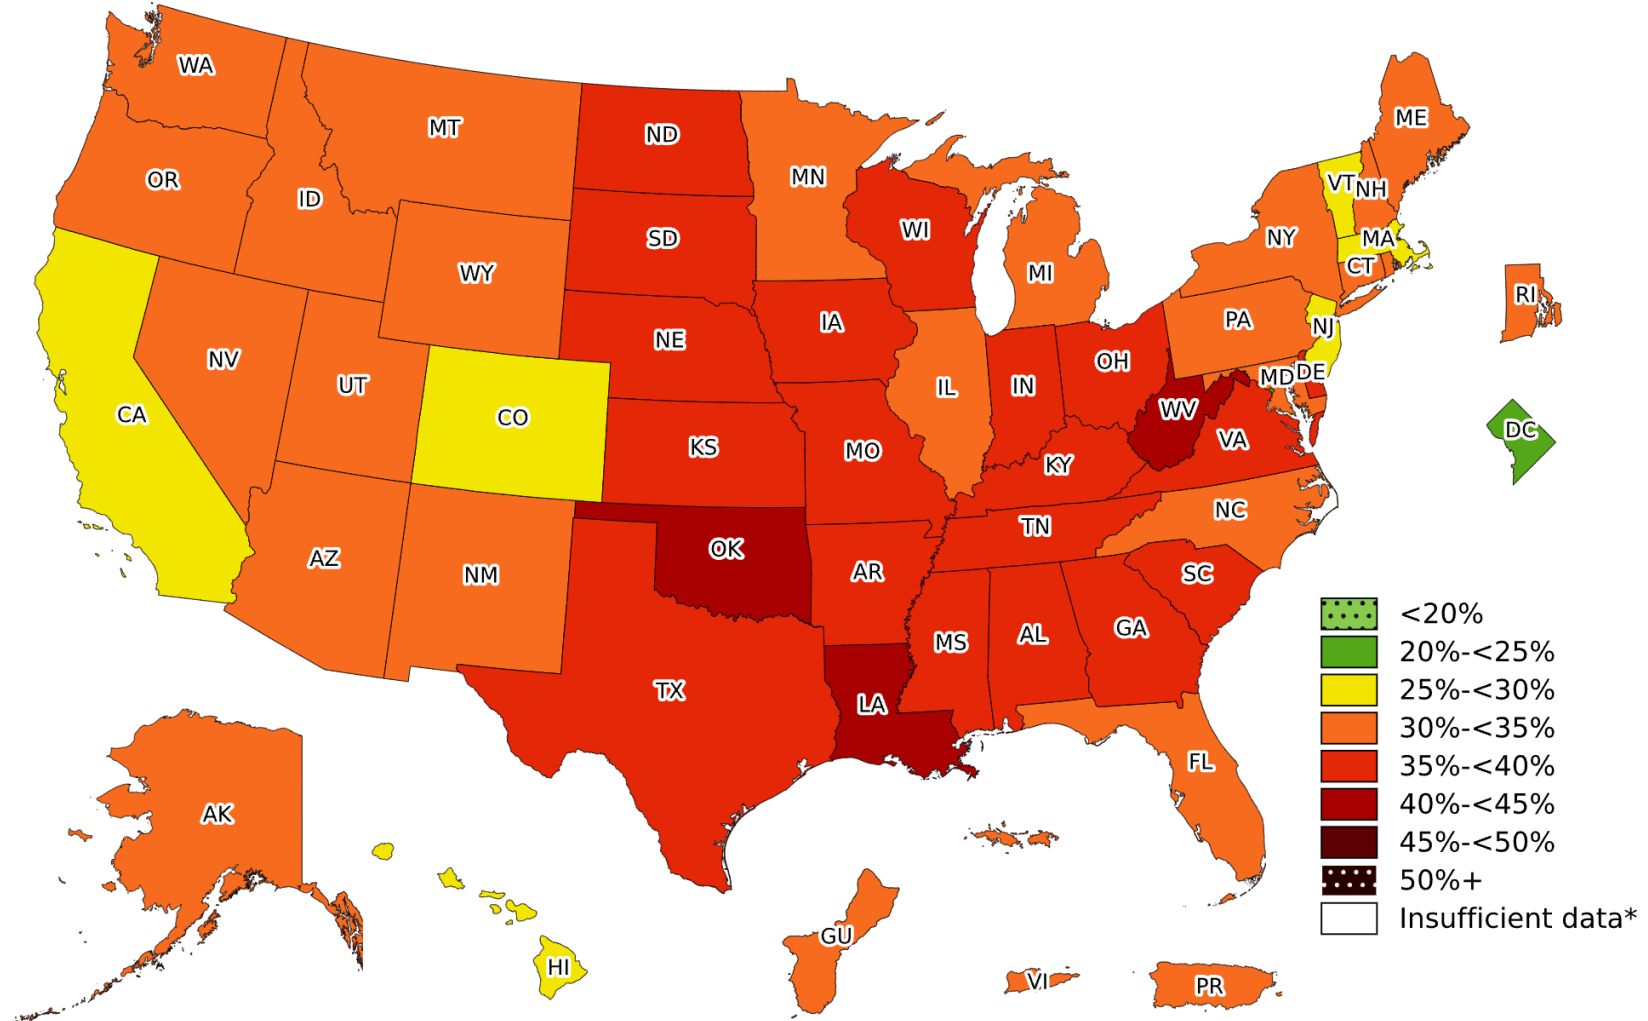 WA
MT
ND
MN
ME
OR
ID
SD
WI
VT
NH
NY
MA
WY
MI
CT
RI
IA
PA
NJ
NE
NV
UT
OH
IL
IN
MD
DE
CA
CO
WV
DC
KS
MO
VA
KY
NC
TN
AZ
NM
OK
AR
SC
MS
AL
GA
TX
LA
FL
AK
HI
GU
VI
PR
<20%
20%-<25%
25%-<30%
30%-<35%
35%-<40%
40%-<45%
45%-<50%
50%+
Insufficient data*